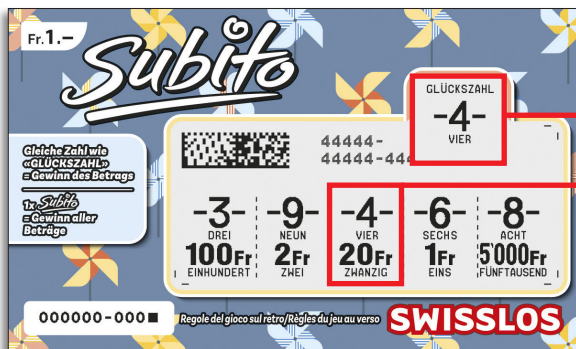 Fr.1.–
Subito
GLÜCKSZAHL
-4-
VIER
Gleiche Zahl wie
«GLÜCKSZAHL»
= Gewinn des Betrags
1x Subito
= Gewinn aller
Beträge
44444-
44444-444
-3- -9- -4- -6- -8-
DREI NEUN VIER SECHS ACHT
100Fr 2Fr 20Fr 1Fr 5'000Fr
EINHUNDERT ZWEI ZWANZIG EINS FÜNFTAUSEND
000000-000
Regole del gioco sul retro/Règles du jeu au verso
SWISSLOS